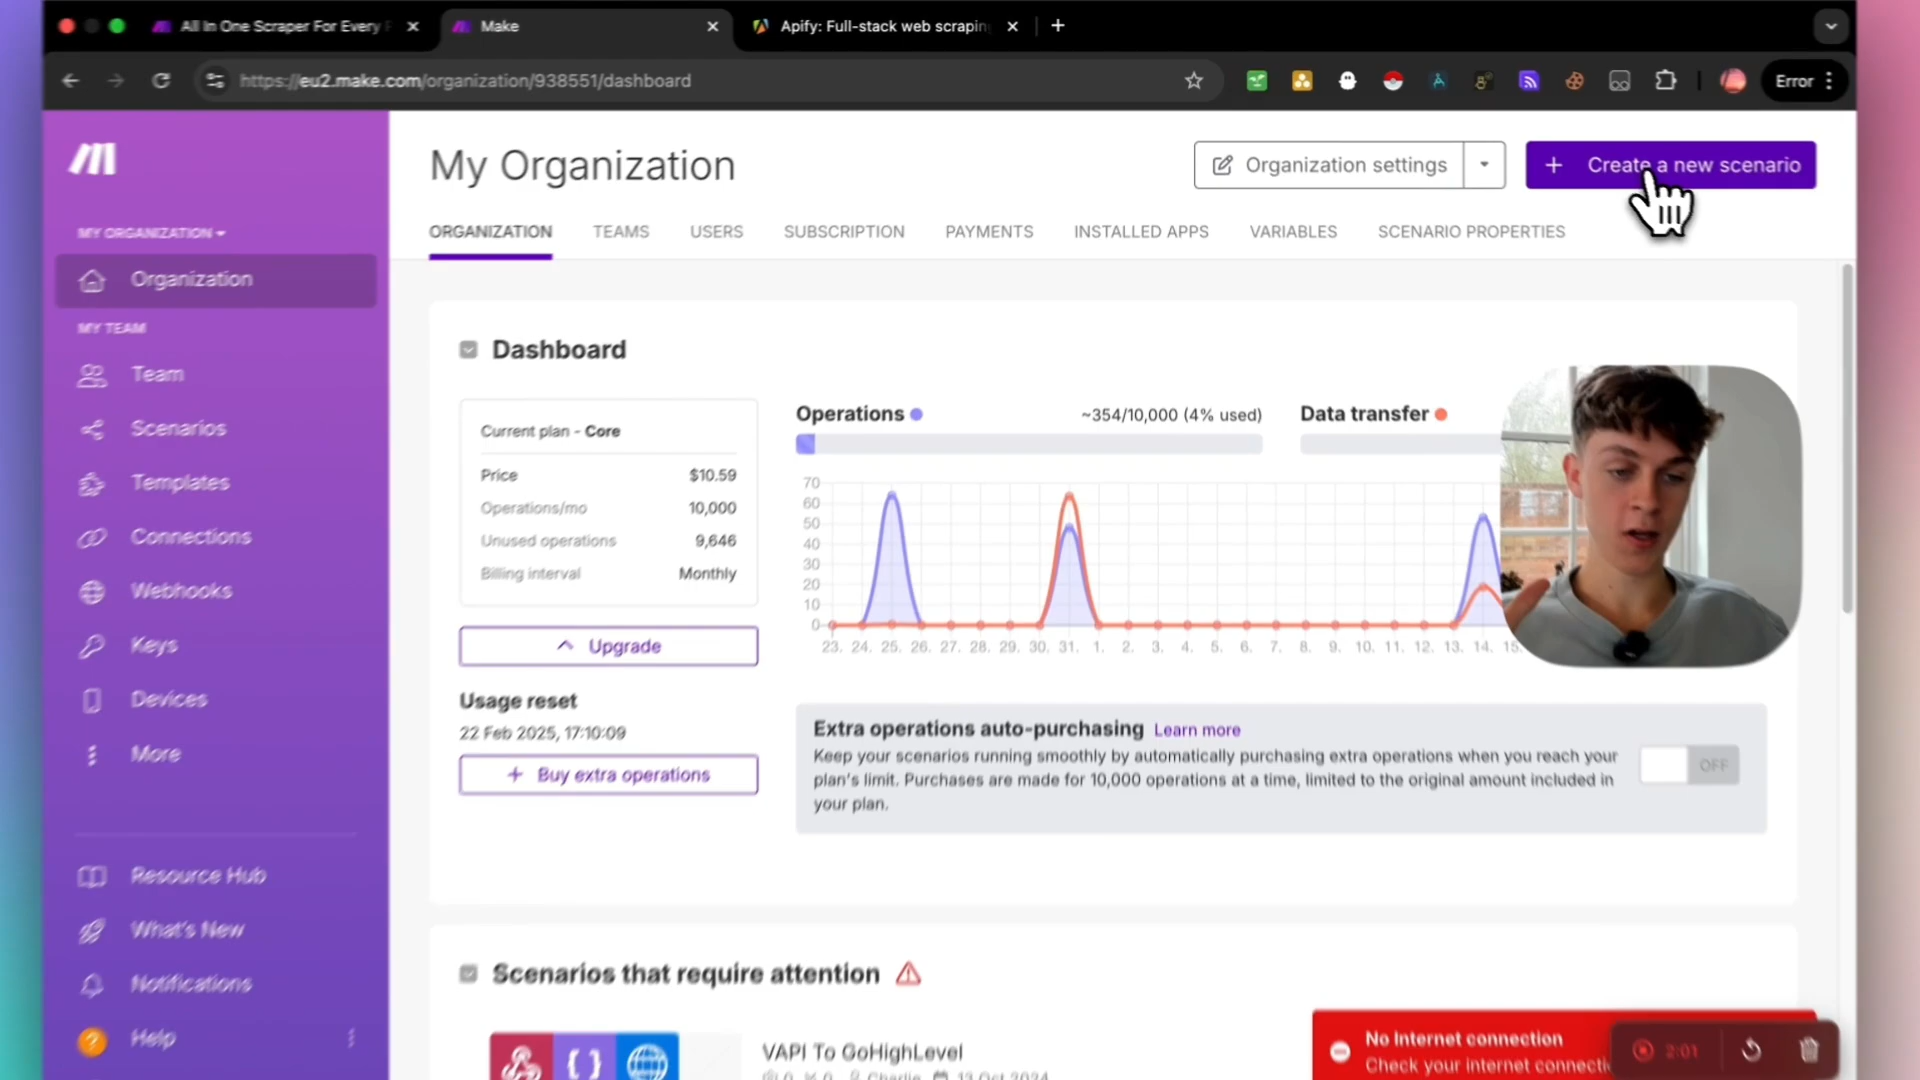 All In One Scraper For Every
Make
Apify: Full-stack web scrapin
https://eu2.make.com/organization/938551/dashboard
Error
My Organization
Organization settings
+ Create a new scenario
MY ORGANIZATION
ORGANIZATION
TEAMS
USERS
SUBSCRIPTION
PAYMENTS
INSTALLED APPS
VARIABLES
SCENARIO PROPERTIES
Organization
MY TEAM
Team
Scenarios
Templates
Connections
Webhooks
Keys
Devices
More
Resource Hub
What's New
Notifications
Help
Dashboard
Current plan - Core
Price $10.59
Operations/mo 10,000
Unused operations 9,646
Billing interval Monthly
Upgrade
Usage reset
22 Feb 2025, 17:10:09
+ Buy extra operations
Operations
~354/10,000 (4% used)
Data transfer
70
60
50
40
30
20
10
0
23. 24. 25. 26. 27. 28. 29. 30. 31. 1. 2. 3. 4. 5. 6. 7. 8. 9. 10. 11. 12. 13. 14. 15.
Extra operations auto-purchasing Learn more
Keep your scenarios running smoothly by automatically purchasing extra operations when you reach your
plan's limit. Purchases are made for 10,000 operations at a time, limited to the original amount included in
your plan.
OFF
Scenarios that require attention
VAPI To GoHighLevel
Charlie 13 Oct 2024
No Internet connection
Check your internet connecti
2:01